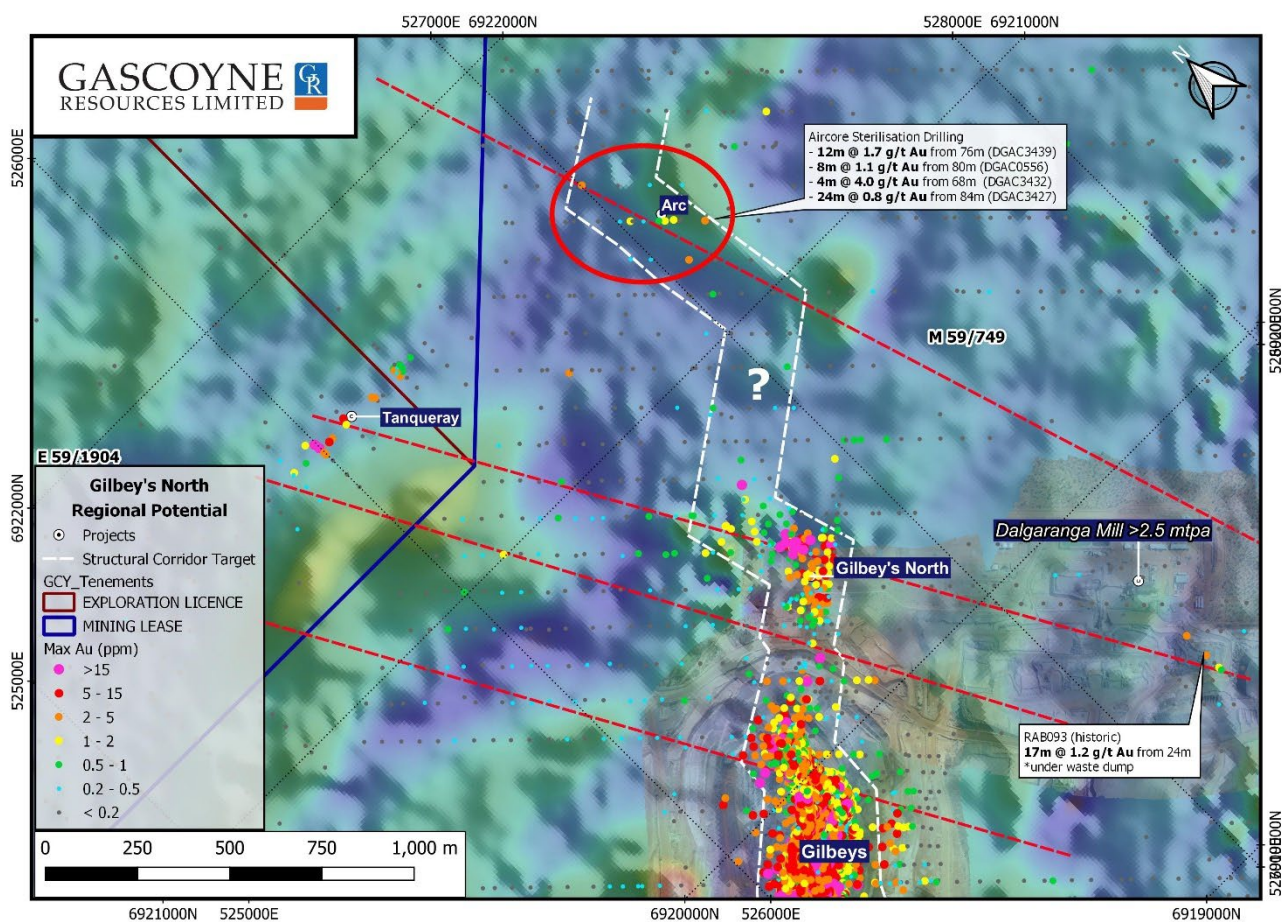 527000E 6922000N
528000E 6921000N
GASCOYNE
RESOURCES LIMITED
GR
N
526000E
Aircore Sterilisation Drilling
- 12m @ 1.7 g/t Au from 76m (DGAC3439)
- 8m @ 1.1 g/t Au from 80m (DGAC0556)
- 4m @ 4.0 g/t Au from 68m (DGAC3432)
- 24m @ 0.8 g/t Au from 84m (DGAC3427)
Arc
M 59/749
?
Tanqueray
E 59/1904
6922000N
525000E
Gilbey's North
Regional Potential
Projects
Structural Corridor Target
GCY_Tenements
EXPLORATION LICENCE
MINING LEASE
Max Au (ppm)
>15
5 - 15
2 - 5
1 - 2
0.5 - 1
0.2 - 0.5
< 0.2
Dalgaranga Mill >2.5 mtpa
Gilbey's North
RAB093 (historic)
17m @ 1.2 g/t Au from 24m
*under waste dump
Gilbeys
0 250 500 750 1,000 m
6921000N 525000E
6920000N 526000E
6919000N